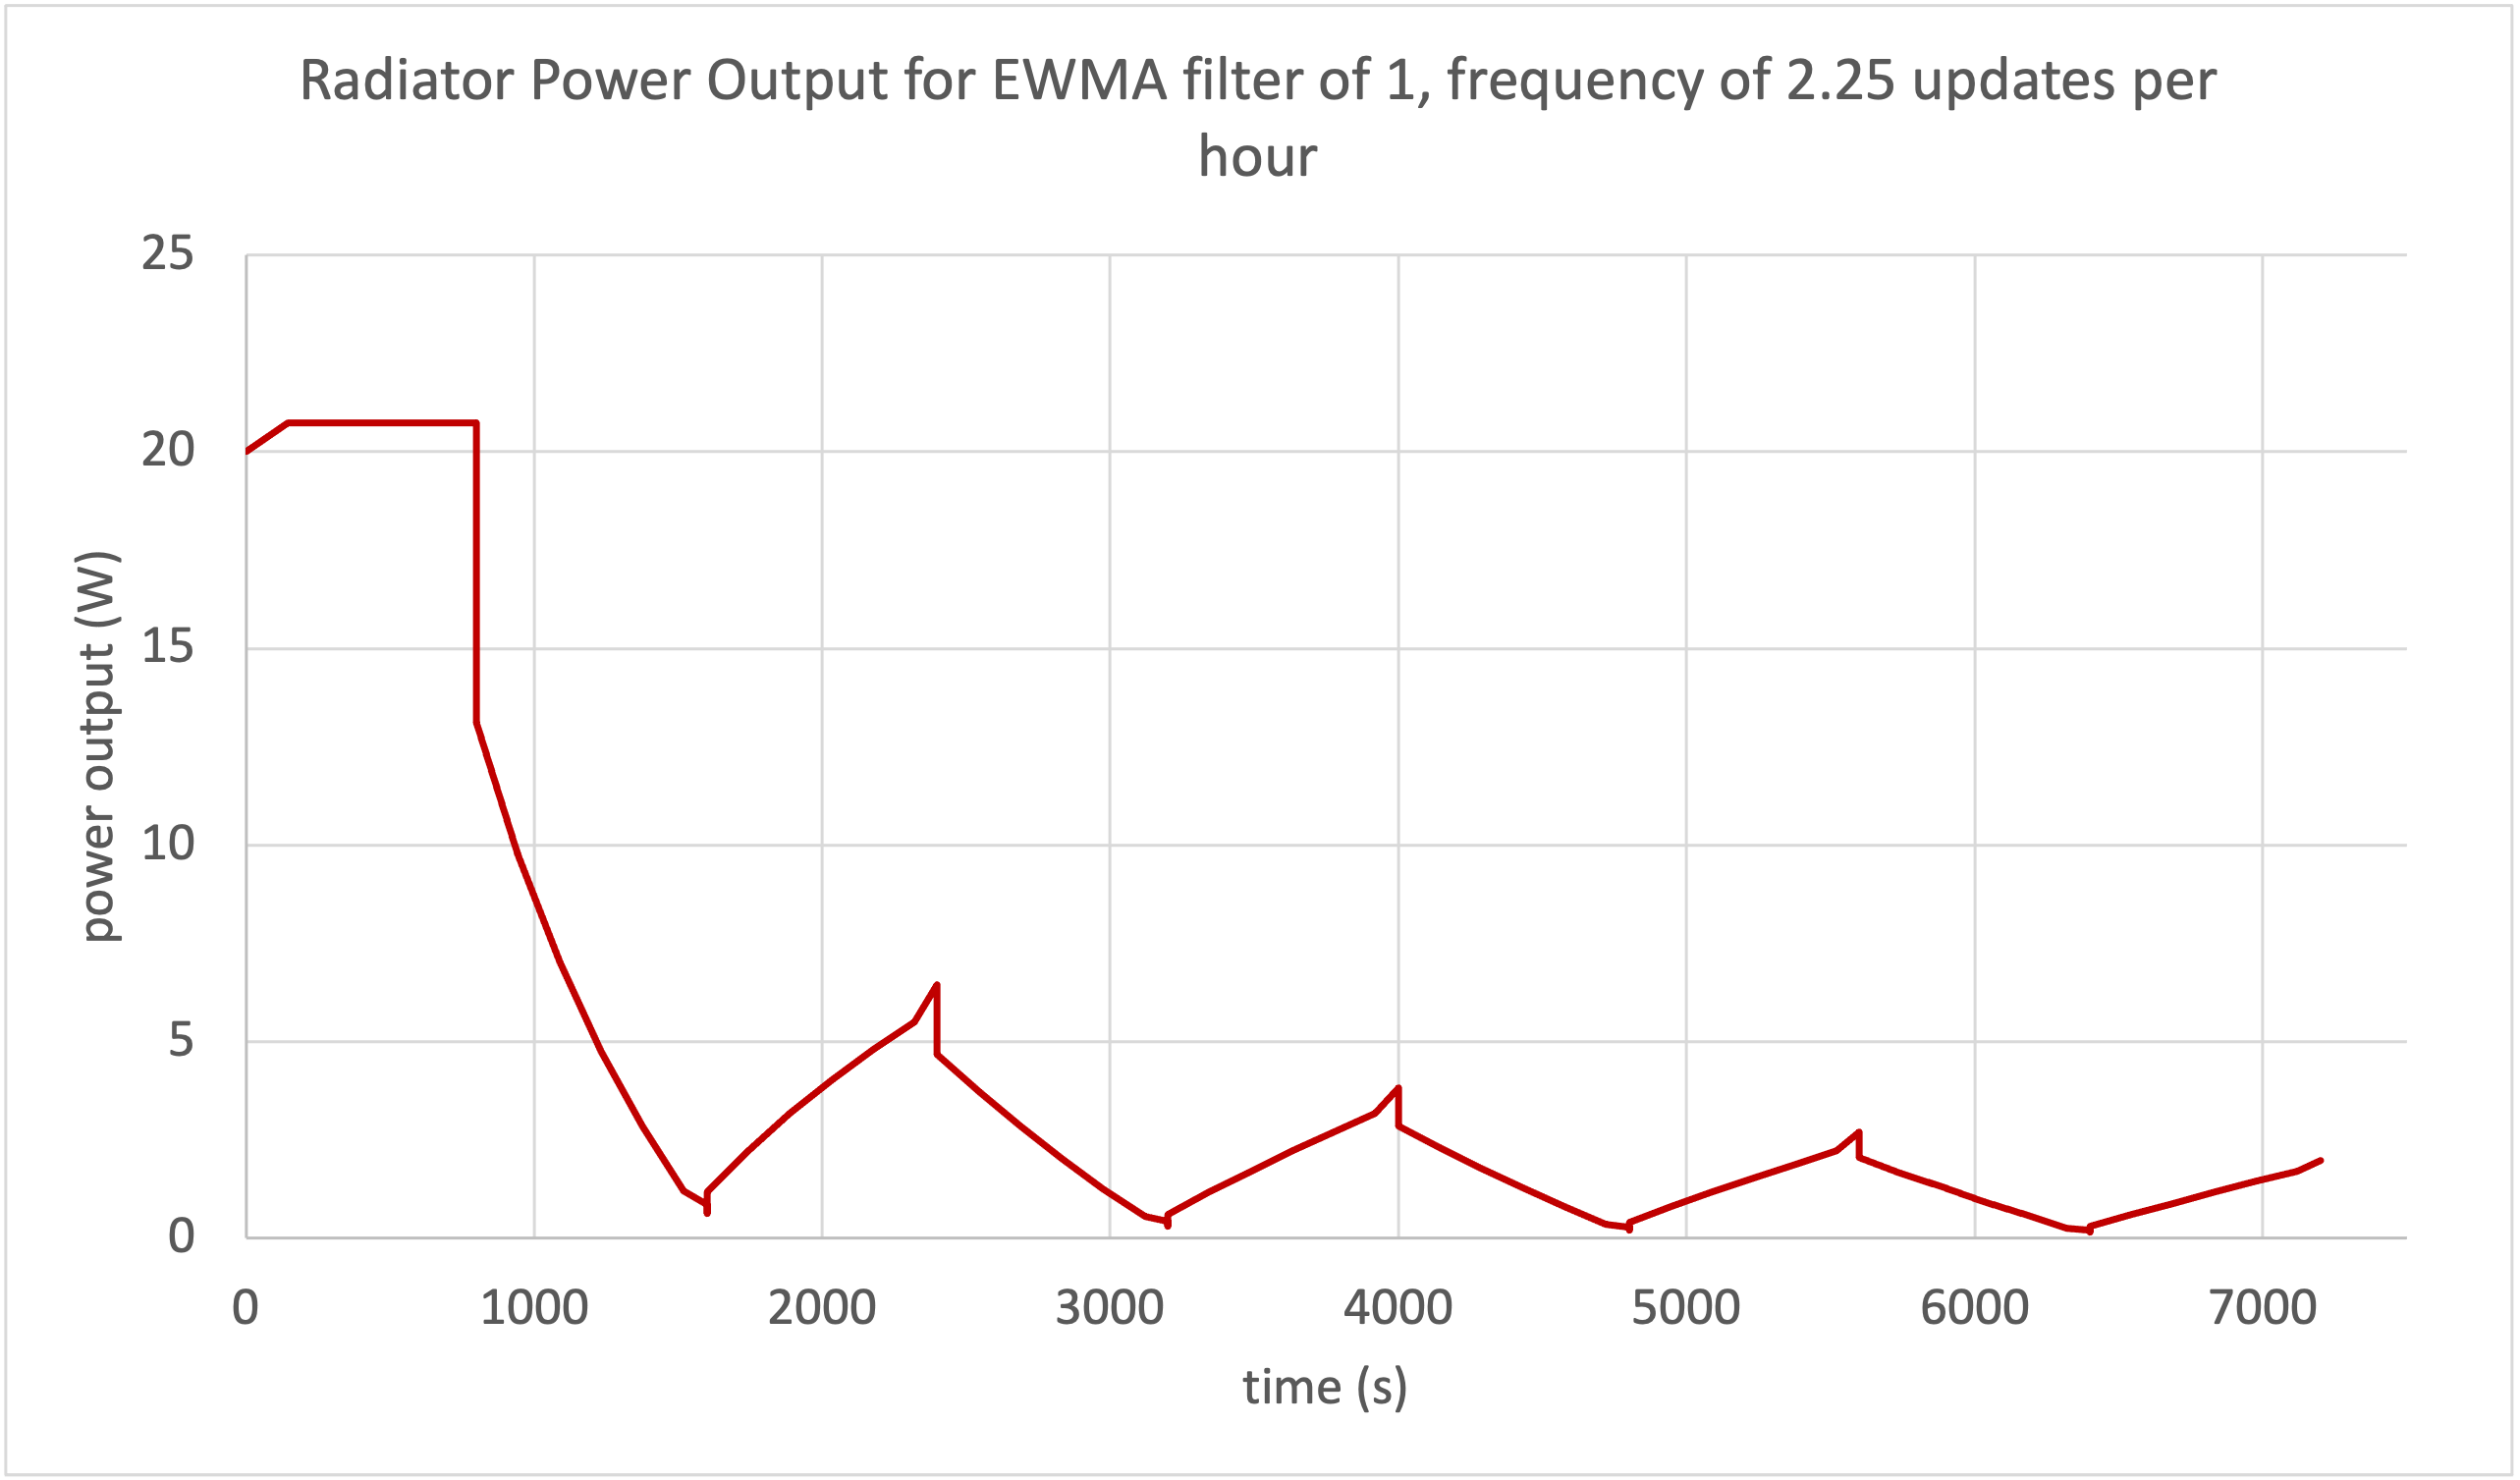 Radiator Power Output for EWMA filter of 1, frequency of 2.25 updates per
hour
25
20
15
10
5
0
power output (W)
0 1000 2000 3000 4000 5000 6000 7000
time (s)